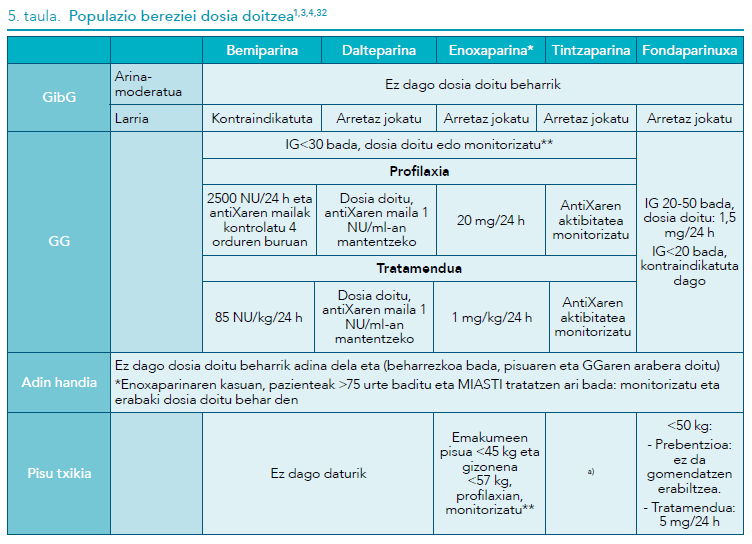 5. taula. Populazio bereziei dosia doitzea1,3,4,32
Bemiparina Dalteparina Enoxaparina* Tintzaparina Fondaparinuxa
GibG
Arina-
moderatua
Ez dago dosia doitu beharrik
Larria
Kontraindikatuta
Arretaz jokatu
Arretaz jokatu
Arretaz jokatu
Arretaz jokatu
GG
IG<30 bada, dosia doitu edo monitorizatu**
Profilaxia
2500 NU/24 h eta
antiXaren mailak
kontrolatu 4
orduren buruan
Dosia doitu,
antiXaren maila 1
NU/ml-an
mantentzeko
20 mg/24 h
AntiXaren
aktibitatea
monitorizatu
Tratamendua
85 NU/kg/24 h
Dosia doitu,
antiXaren maila 1
NU/ml-an
mantentzeko
1 mg/kg/24 h
AntiXaren
aktibitatea
monitorizatu
IG 20-50 bada,
dosia doitu: 1,5
mg/24 h
IG<20 bada,
kontraindikatuta
dago
Adin handia
Ez dago dosia doitu beharrik adina dela eta (beharrezkoa bada, pisuaren eta GGaren arabera doitu)
*Enoxaparinaren kasuan, pazienteak >75 urte baditu eta MIASTI tratatzen ari bada: monitorizatu eta
erabaki dosia doitu behar den
Pisu txikia
Ez dago daturik
Emakumeen
pisua <45 kg eta
gizonena
<57 kg,
profilaxian,
monitorizatu**
a)
<50 kg:
- Prebentzioa:
ez da
gomendatzen
erabiltzea.
- Tratamendua:
5 mg/24 h